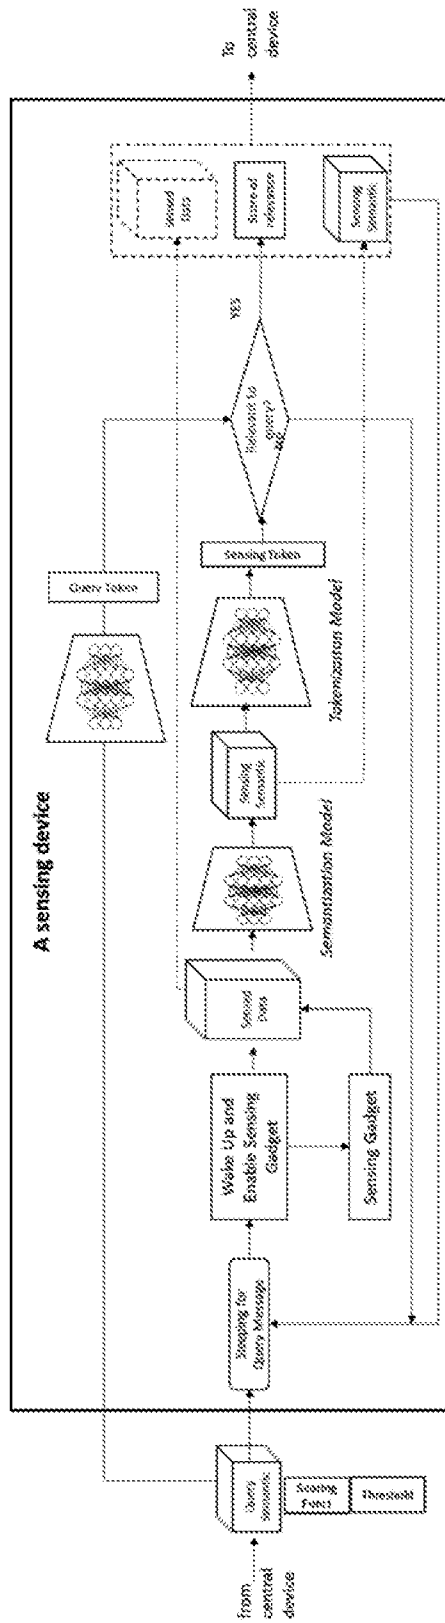 from
central
device
Query
Semantic
Scoring
Funct
Threshold
A sensing device
Sleeping for
Query Message
Wake Up and
Enable Sensing
Gadget
Sensing Gadget
Sensed
Data
Semantization Model
Sensing
Semantic
Tokenization Model
Sensing Token
Query Token
Relevant to
query?
NO
YES
Sensed
Data
Score of
relevance
Sensing
Semantic
To
central
device